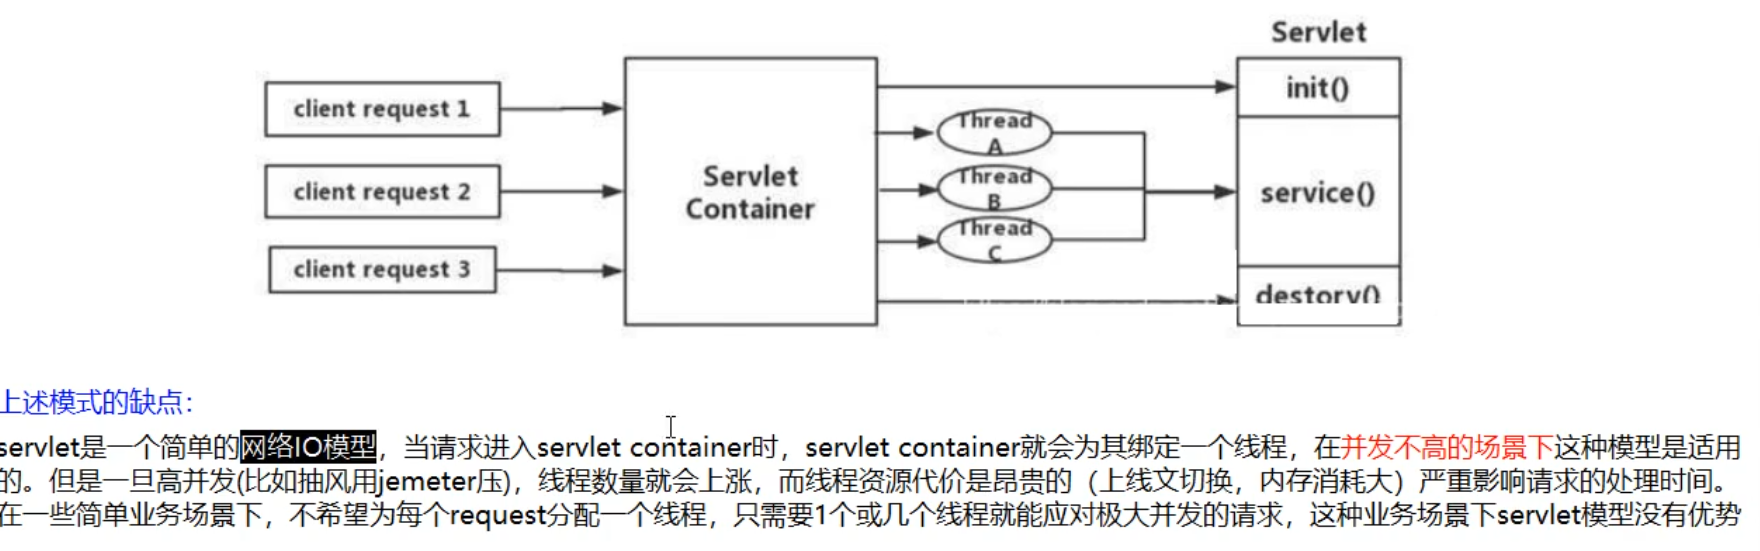 Servlet
init()
client request 1
Thread
A
Servlet
Container
Thread
B
client request 2
service()
Thread
C
client request 3
destory()
上述模式的缺点：
servlet是一个简单的网络IO模型，当请求进入servlet container时，servlet container就会为其绑定一个线程，在并发不高的场景下这种模型是适用
的。但是一旦高并发(比如抽风用jemeter压)，线程数量就会上涨，而线程资源代价是昂贵的（上线文切换，内存消耗大）严重影响请求的处理时间。
在一些简单业务场景下，不希望为每个request分配一个线程，只需要1个或几个线程就能应对极大并发的请求，这种业务场景下servlet模型没有优势